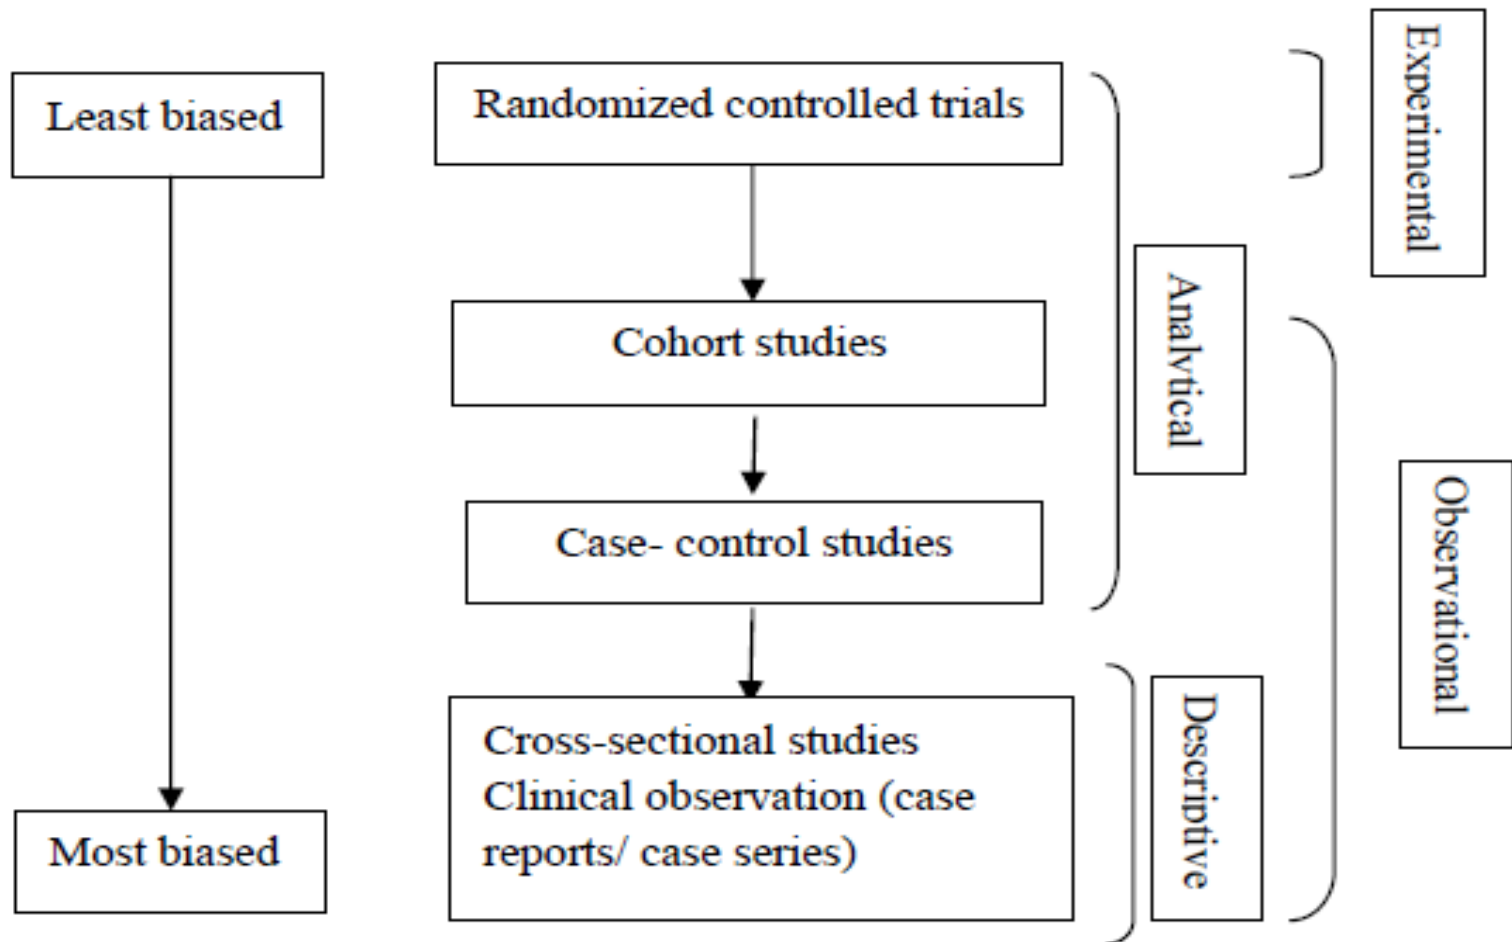 Least biased
Randomized controlled trials
Experimental
Cohort studies
Analytical
Case- control studies
Observational
Cross-sectional studies
Clinical observation (case
reports/ case series)
Descriptive
Most biased